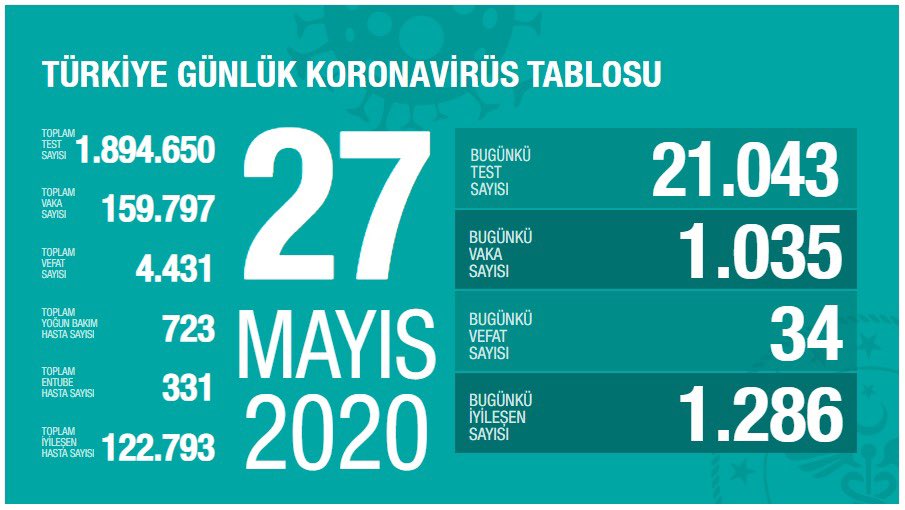 TÜRKİYE GÜNLÜK KORONAVİRÜS TABLOSU
TOPLAM
TEST
SAYISI
1.894.650
TOPLAM
VAKA
SAYISI
159.797
TOPLAM
VEFAT
SAYISI
4.431
TOPLAM
YOĞUN BAKIM
HASTA SAYISI
723
TOPLAM
ENTUBE
HASTA SAYISI
331
TOPLAM
İYİLEŞEN
HASTA SAYISI
122.793
27
MAYIS
2020
BUGÜNKÜ
TEST
SAYISI
21.043
BUGÜNKÜ
VAKA
SAYISI
1.035
BUGÜNKÜ
VEFAT
SAYISI
34
BUGÜNKÜ
İYİLEŞEN
SAYISI
1.286